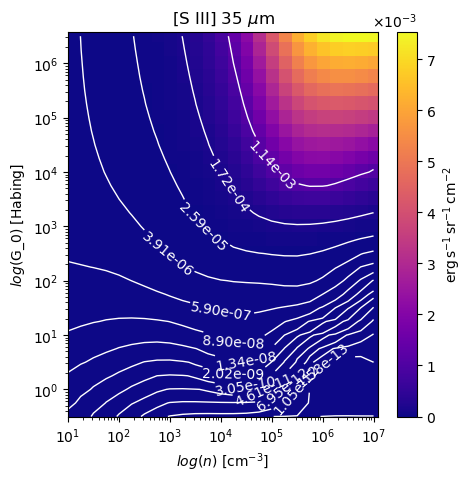 [S III] 35 μm
×10⁻³
log(G_0) [Habing]
10⁶
10⁵
10⁴
10³
10²
10¹
10⁰
1.14e-03
1.72e-04
2.59e-05
3.91e-06
5.90e-07
8.90e-08
1.34e-08
2.02e-09
3.05e-10
4.61e-11
10¹ 10² 10³ 10⁴ 10⁵ 10⁶ 10⁷
log(n) [cm⁻³]
7
6
5
4
3
2
1
0
erg s⁻¹ sr⁻¹ cm⁻²